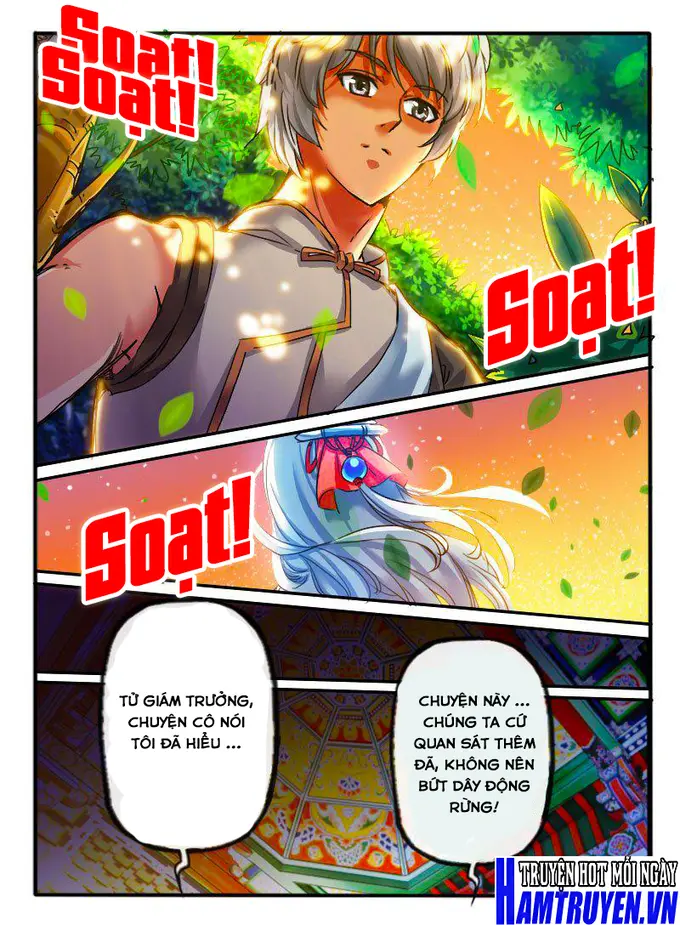 Soạt!
Soạt!
Soạt!
Soạt!
TỬ GIÁM TRƯỞNG,
CHUYỆN CÔ NÓI
TÔI ĐÃ HIỂU ...
CHUYỆN NÀY ...
CHÚNG TA CỨ
QUAN SÁT THÊM
ĐÃ, KHÔNG NÊN
BỨT DÂY ĐỘNG
RỪNG!
TRUYỆN HOT MỖI NGÀY
HAMTRUYEN.VN